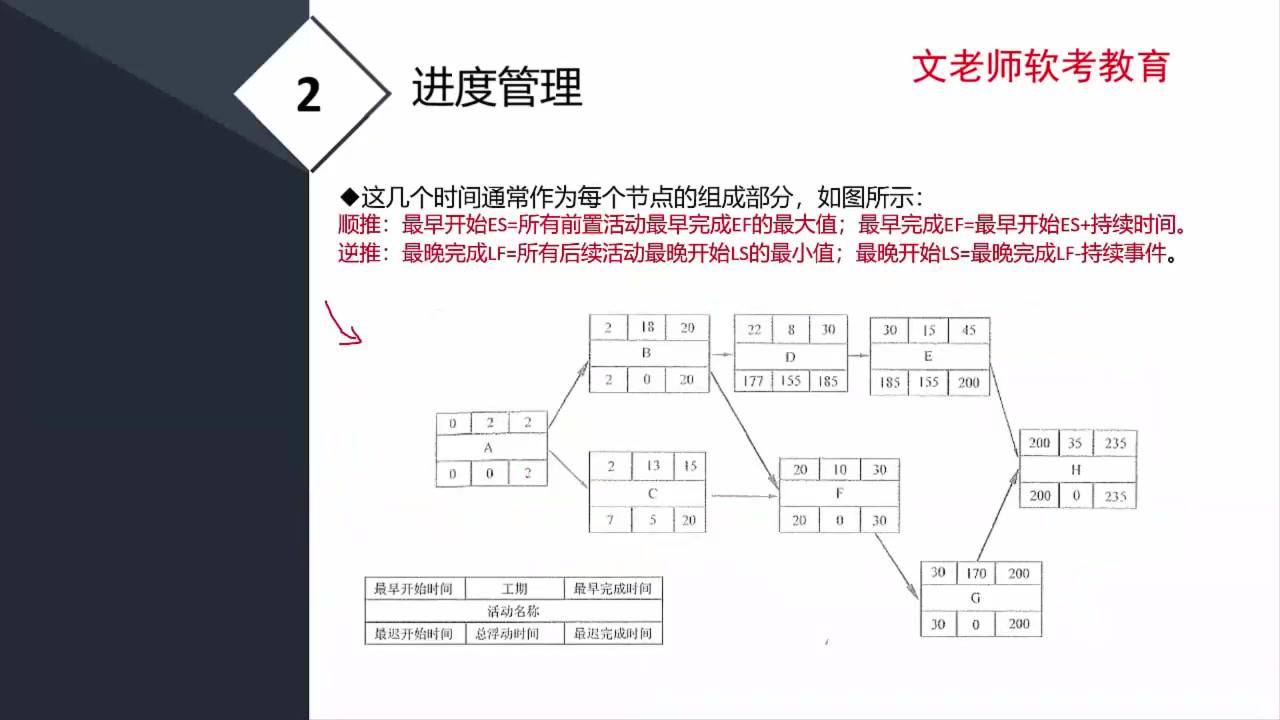 2
进度管理
文老师软考教育
◆这几个时间通常作为每个节点的组成部分，如图所示：
顺推：最早开始ES=所有前置活动最早完成EF的最大值；最早完成EF=最早开始ES+持续时间。
逆推：最晚完成LF=所有后续活动最晚开始LS的最小值；最晚开始LS=最晚完成LF-持续事件。
2 18 20
B
2 0 20
22 8 30
D
177 155 185
30 15 45
E
185 155 200
0 2 2
A
0 0 2
2 13 15
C
7 5 20
20 10 30
F
20 0 30
200 35 235
H
200 0 235
30 170 200
G
30 0 200
最早开始时间 工期 最早完成时间
活动名称
最迟开始时间 总浮动时间 最迟完成时间